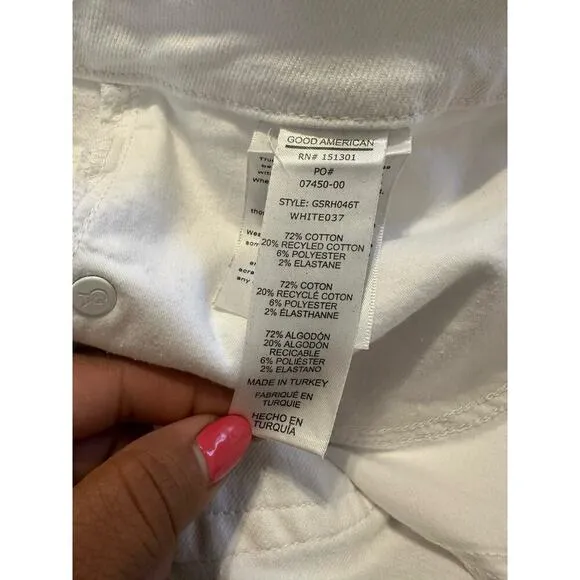 GOOD AMERICAN
RN# 151301
PO#
07450-00
STYLE: GSRH046T
WHITE037
72% COTTON
20% RECYLED COTTON
6% POLYESTER
2% ELASTANE
72% COTON
20% RECYCLÉ COTON
6% POLYESTER
2% ÉLASTHANNE
72% ALGODÓN
20% ALGODÓN
RECICABLE
6% POLIÉSTER
2% ELASTANO
MADE IN TURKEY
FABRIQUÉ EN
TURQUIE
HECHO EN
TURQUÍA